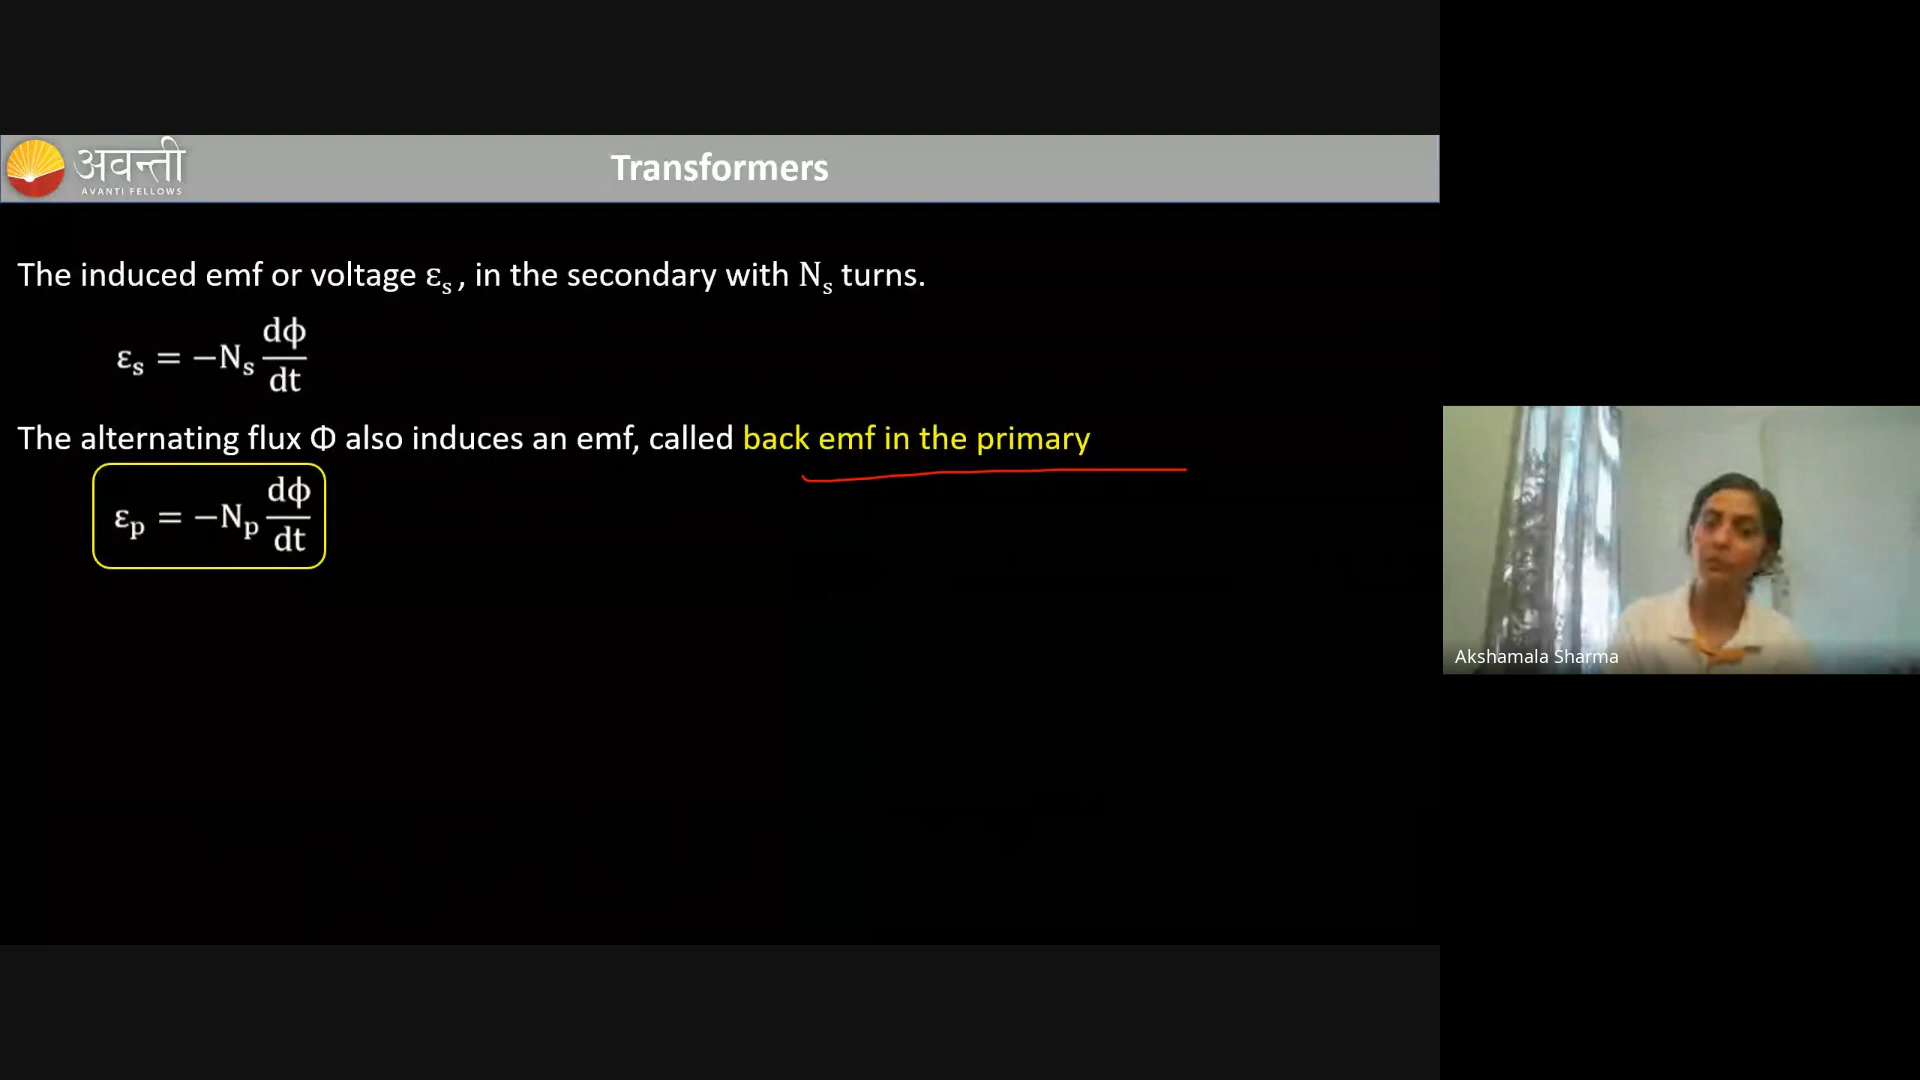 अवन्ती
AVANTI FELLOWS
Transformers
The induced emf or voltage εₛ, in the secondary with Nₛ turns.
εₛ = −Nₛ dϕ/dt
The alternating flux Φ also induces an emf, called back emf in the primary
εₚ = −Nₚ dϕ/dt
Akshamala Sharma